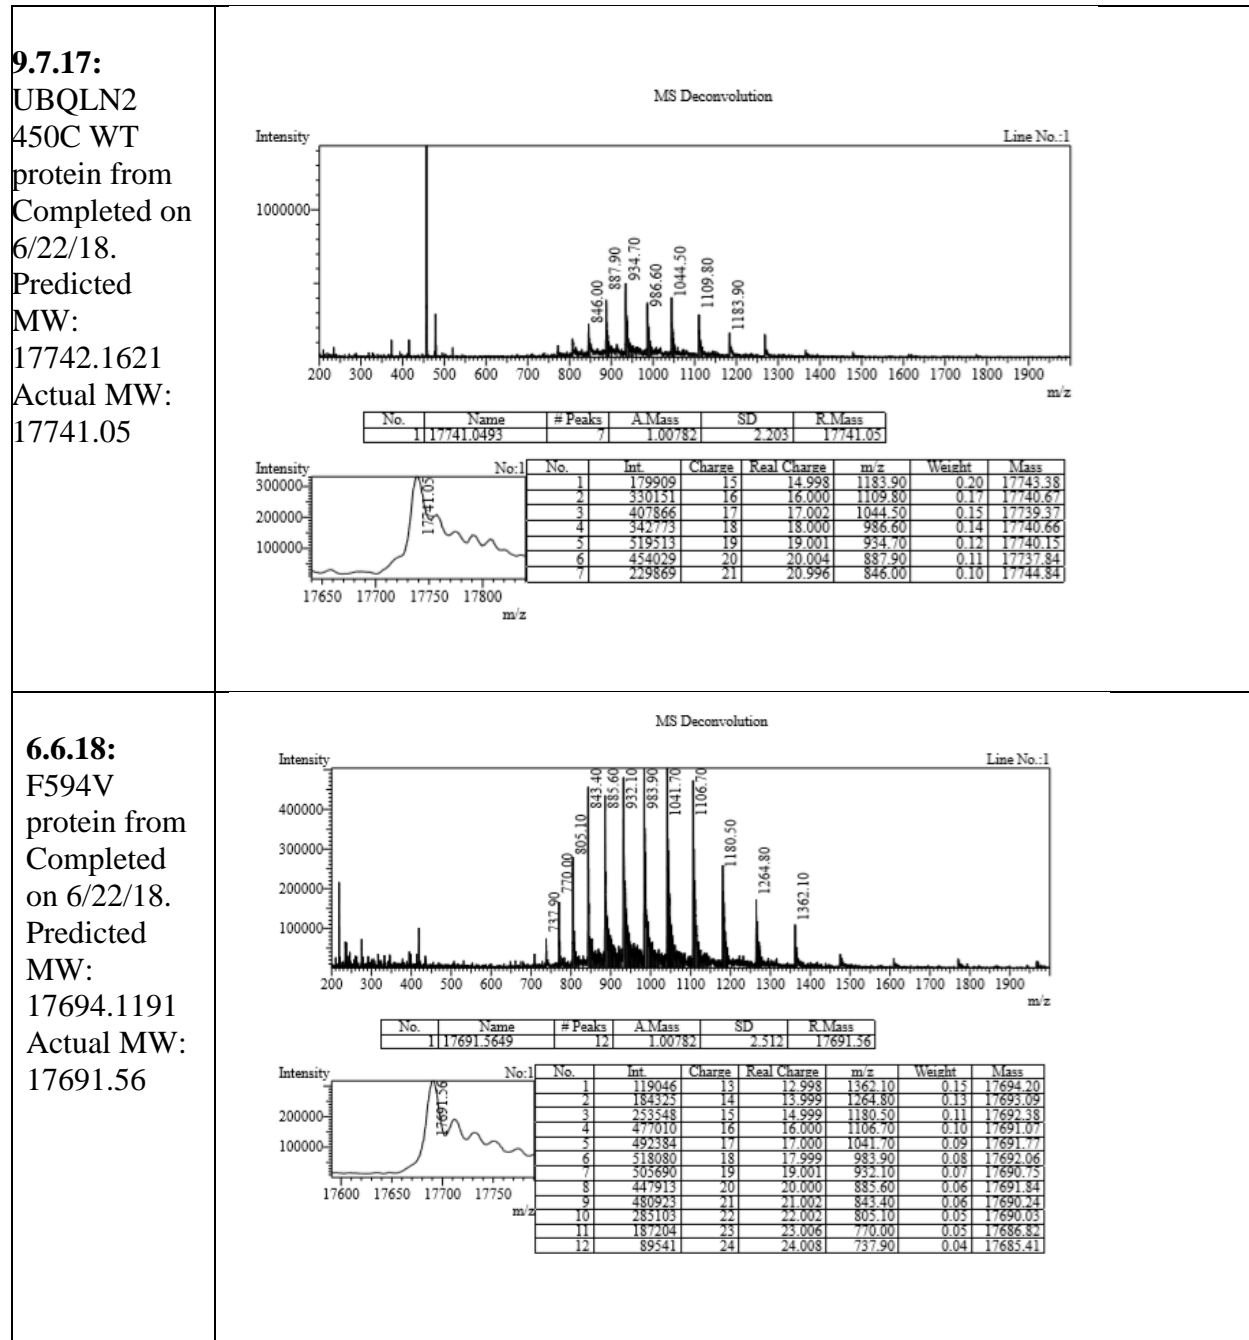 9.7.17:
UBQLN2
450C WT
protein from
Completed on
6/22/18.
Predicted
MW:
17742.1621
Actual MW:
17741.05
MS Deconvolution
Intensity Line No.:1
1000000
846.00 887.90 934.70 986.60 1044.50 1109.80 1183.90
200 300 400 500 600 700 800 900 1000 1100 1200 1300 1400 1500 1600 1700 1800 1900
m/z
No. Name # Peaks A.Mass SD R.Mass
1 17741.0493 7 1.00782 2.203 17741.05
Intensity No:1
300000
200000
100000
17741.05
17650 17700 17750 17800
m/z
No. Int. Charge Real Charge m/z Weight Mass
1 179909 15 14.998 1183.90 0.20 17743.38
2 330151 16 16.000 1109.80 0.17 17740.67
3 407866 17 17.002 1044.50 0.15 17739.37
4 342773 18 18.000 986.60 0.14 17740.66
5 519513 19 19.001 934.70 0.12 17740.15
6 454029 20 20.004 887.90 0.11 17737.84
7 229869 21 20.996 846.00 0.10 17744.84
6.6.18:
F594V
protein from
Completed
on 6/22/18.
Predicted
MW:
17694.1191
Actual MW:
17691.56
MS Deconvolution
Intensity Line No.:1
400000
300000
200000
100000
737.90 770.00 805.10 843.40 885.60 932.10 983.90 1041.70 1106.70 1180.50 1264.80 1362.10
200 300 400 500 600 700 800 900 1000 1100 1200 1300 1400 1500 1600 1700 1800 1900
m/z
No. Name # Peaks A.Mass SD R.Mass
1 17691.5649 12 1.00782 2.512 17691.56
Intensity No:1
200000
100000
17691.56
17600 17650 17700 17750
m/z
No. Int. Charge Real Charge m/z Weight Mass
1 119046 13 12.998 1362.10 0.15 17694.20
2 184325 14 13.999 1264.80 0.13 17693.09
3 253548 15 14.999 1180.50 0.11 17692.38
4 477010 16 16.000 1106.70 0.10 17691.07
5 492384 17 17.000 1041.70 0.09 17691.77
6 518080 18 17.999 983.90 0.08 17692.06
7 505690 19 19.001 932.10 0.07 17690.75
8 447913 20 20.000 885.60 0.06 17691.84
9 480923 21 21.002 843.40 0.06 17690.24
10 285103 22 22.002 805.10 0.05 17690.03
11 187204 23 23.006 770.00 0.05 17686.82
12 89541 24 24.008 737.90 0.04 17685.41